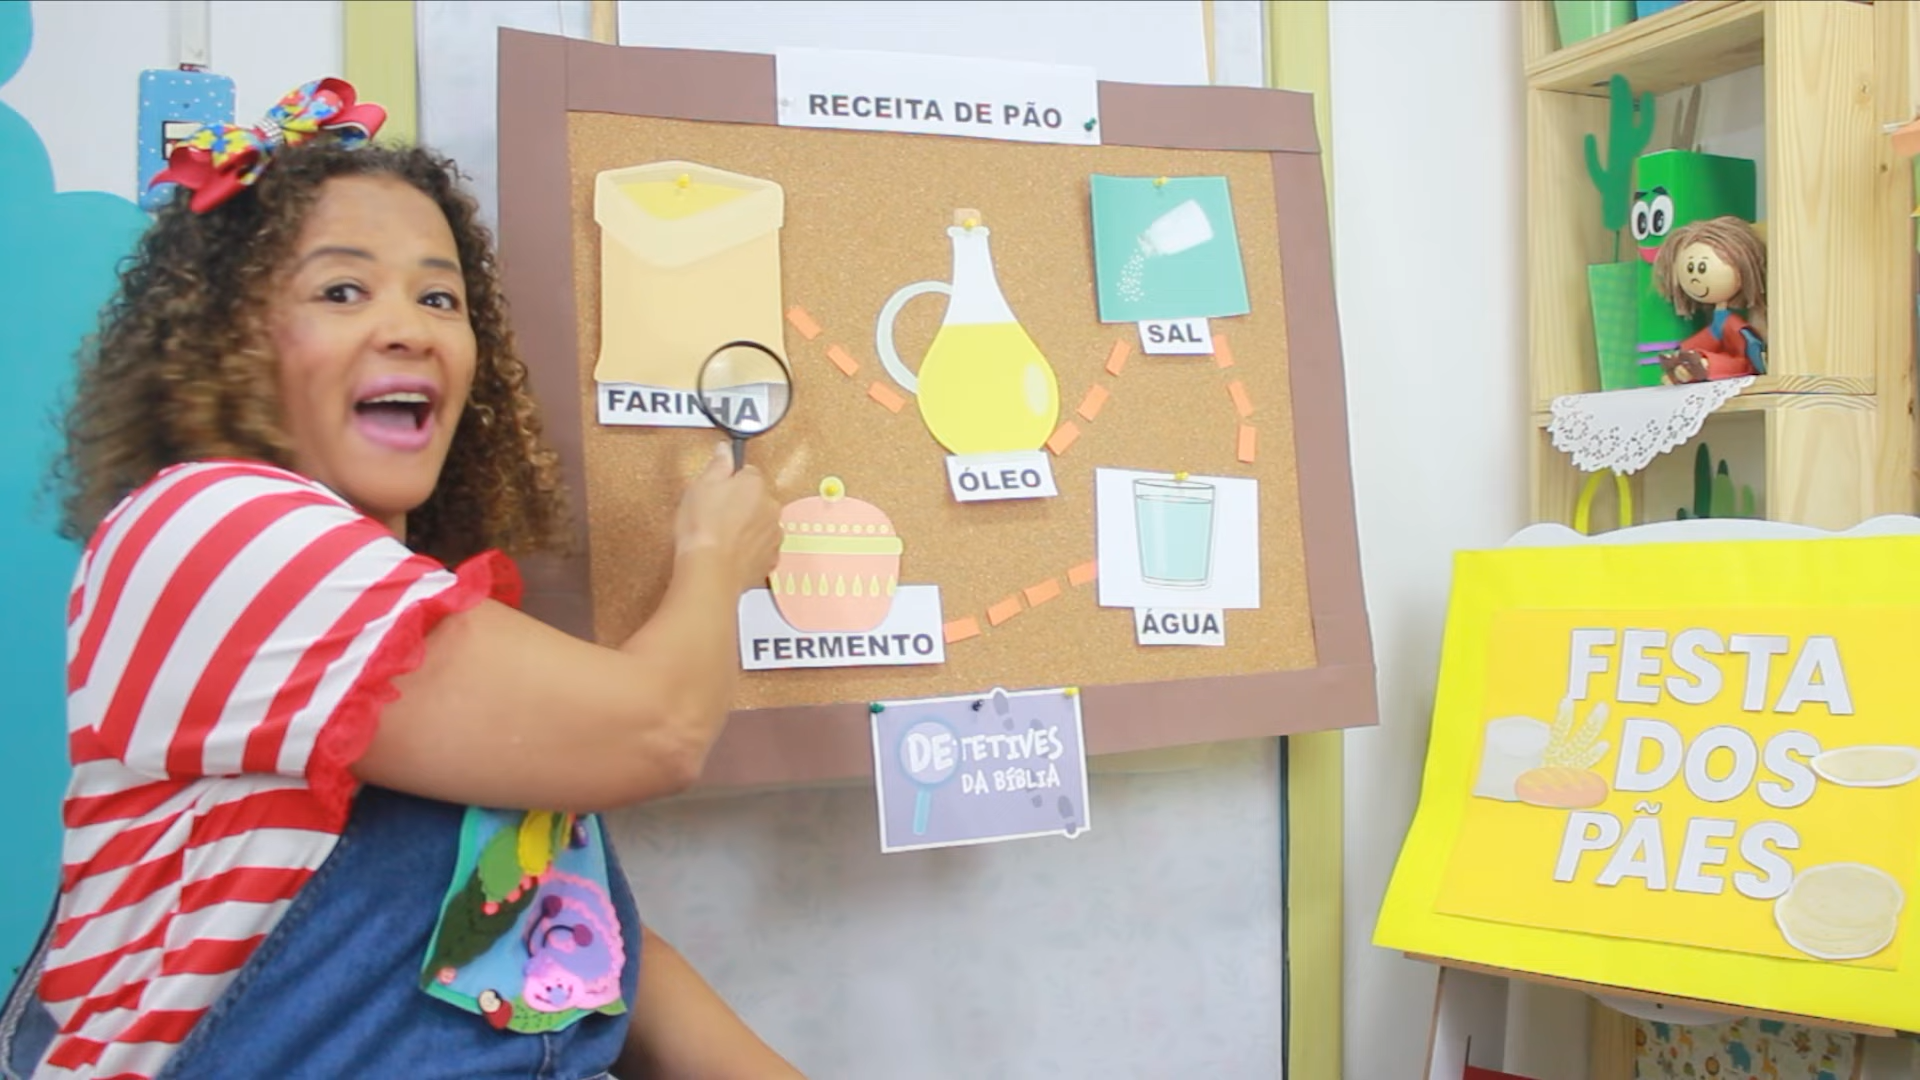 RECEITA DE PÃO
FARINHA
ÓLEO
SAL
ÁGUA
FERMENTO
DETETIVES
DA BÍBLIA
FESTA
DOS
PÃES